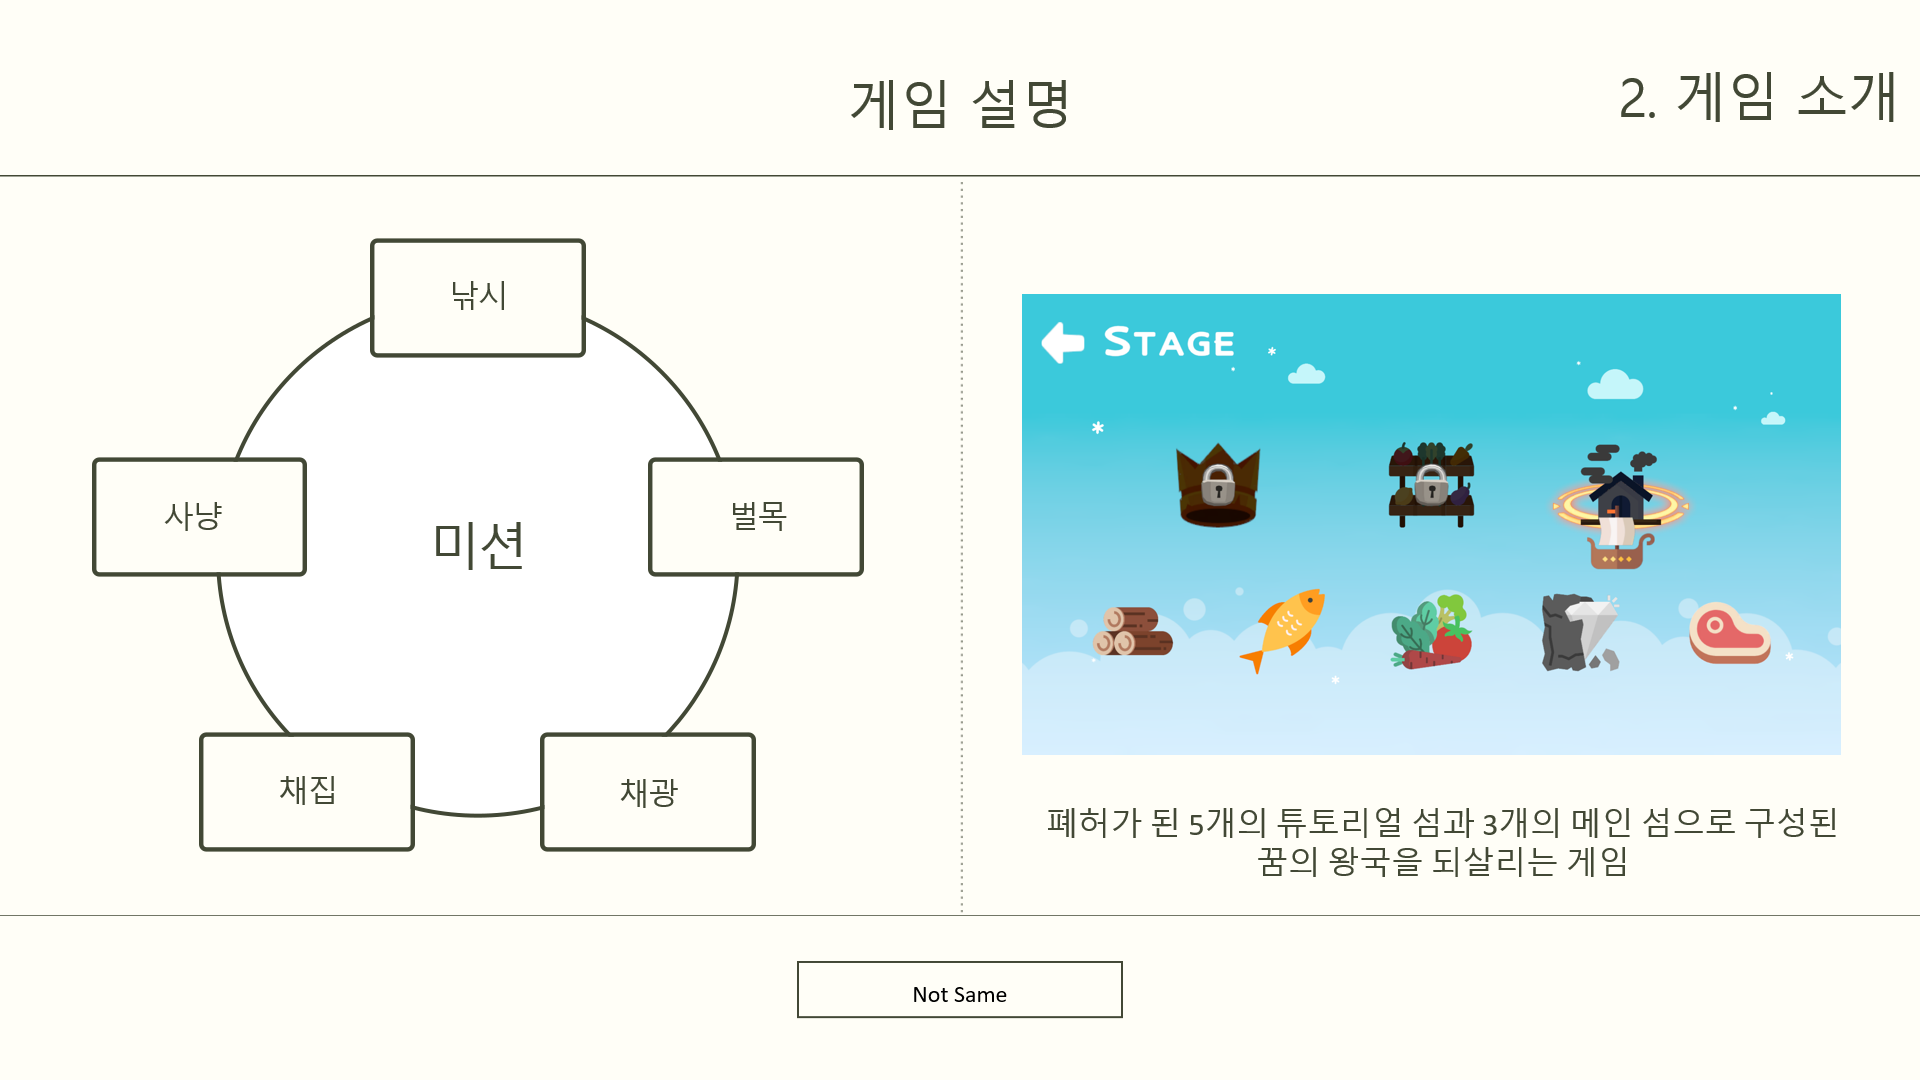 게임 설명
2. 게임 소개
낚시
사냥
벌목
미션
채집
채광
STAGE
폐허가 된 5개의 튜토리얼 섬과 3개의 메인 섬으로 구성된
꿈의 왕국을 되살리는 게임
Not Same